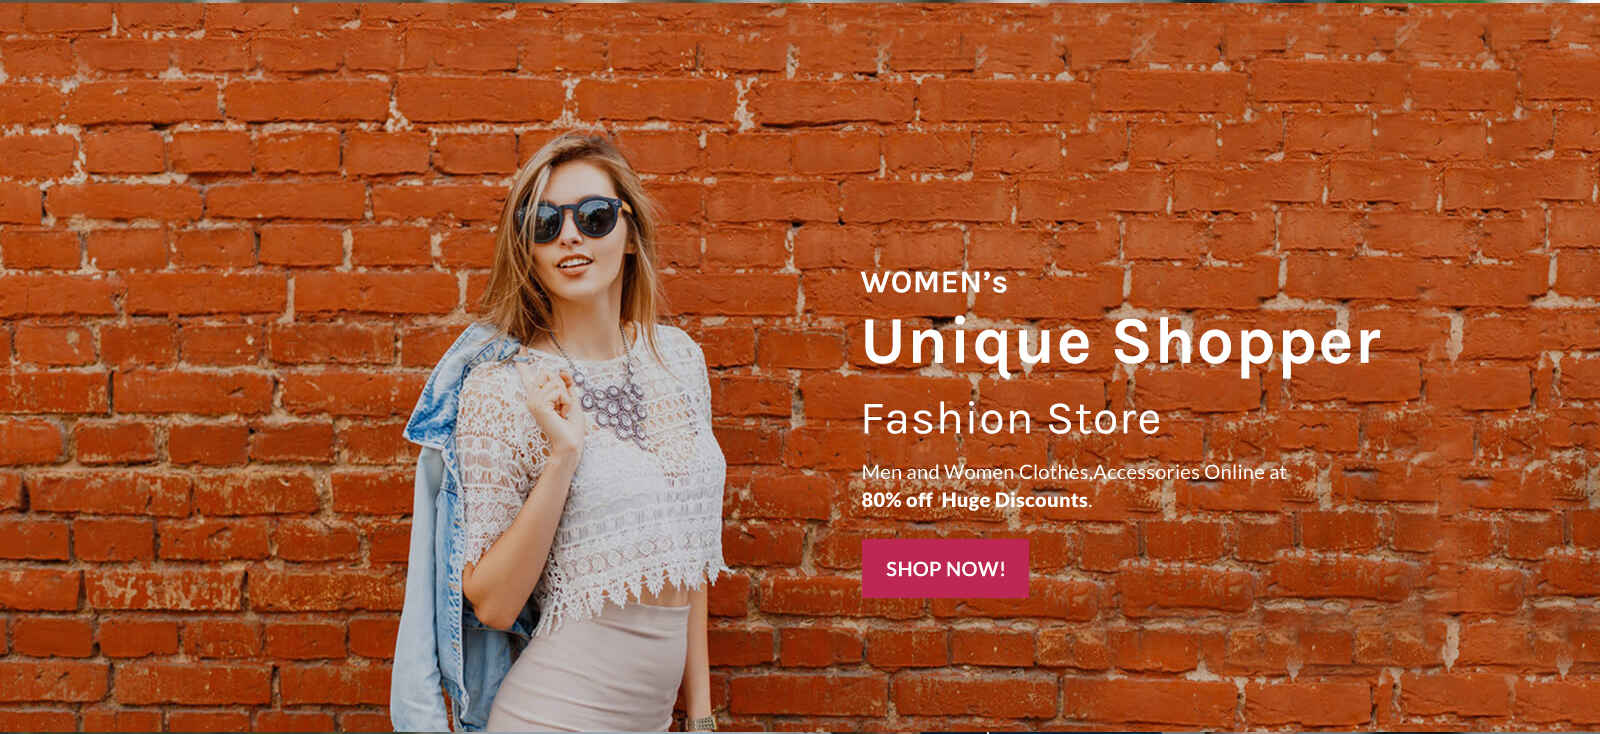 WOMEN’s
Unique Shopper
Fashion Store
Men and Women Clothes,Accessories Online at
80% off  Huge Discounts.
SHOP NOW!